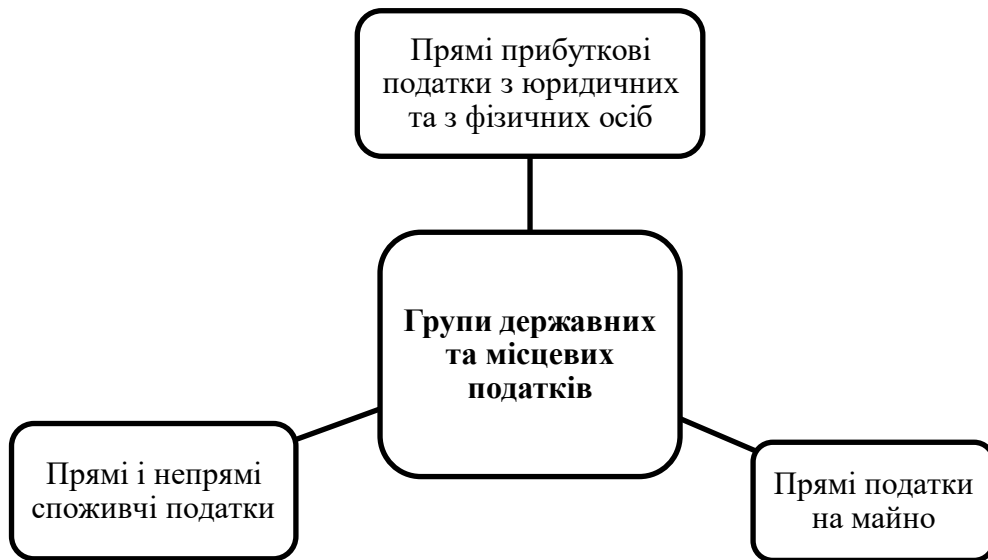 Прямі прибуткові
податки з юридичних
та з фізичних осіб
Групи державних
та місцевих
податків
Прямі і непрямі
споживчі податки
Прямі податки
на майно